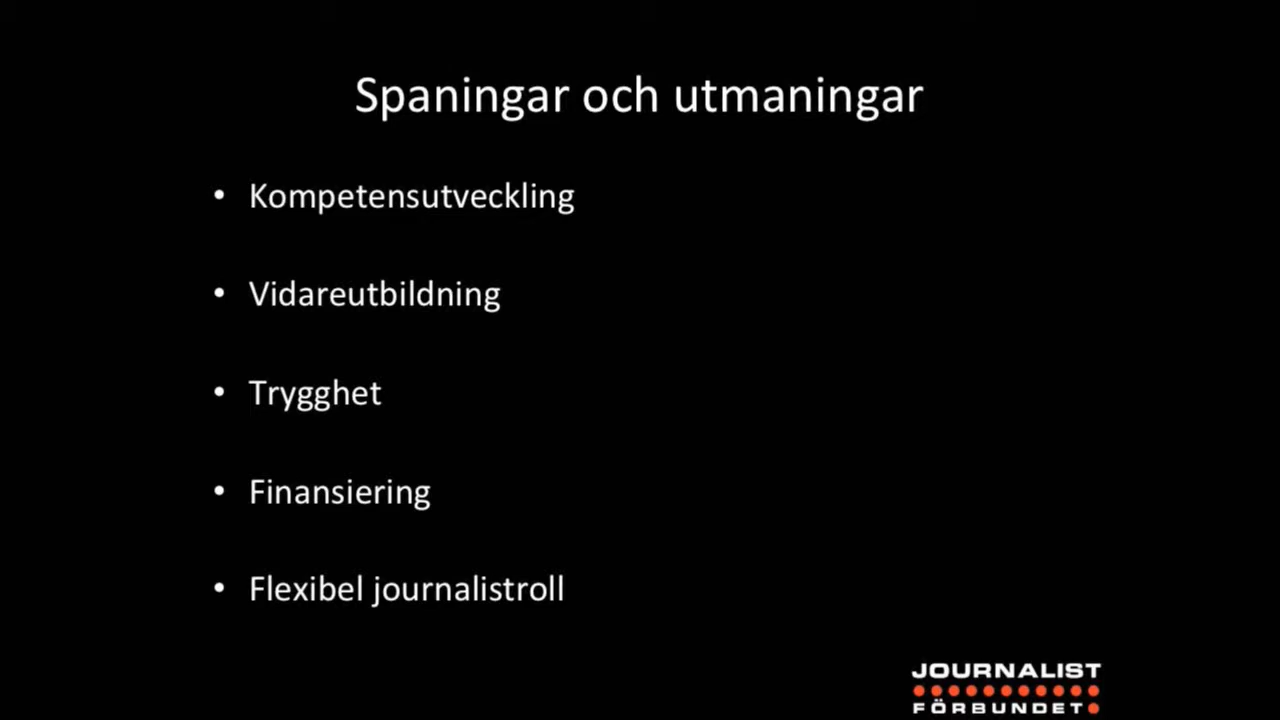 Spaningar och utmaningar
• Kompetensutveckling
• Vidareutbildning
• Trygghet
• Finansiering
• Flexibel journalistroll
JOURNALIST
FÖRBUNDET